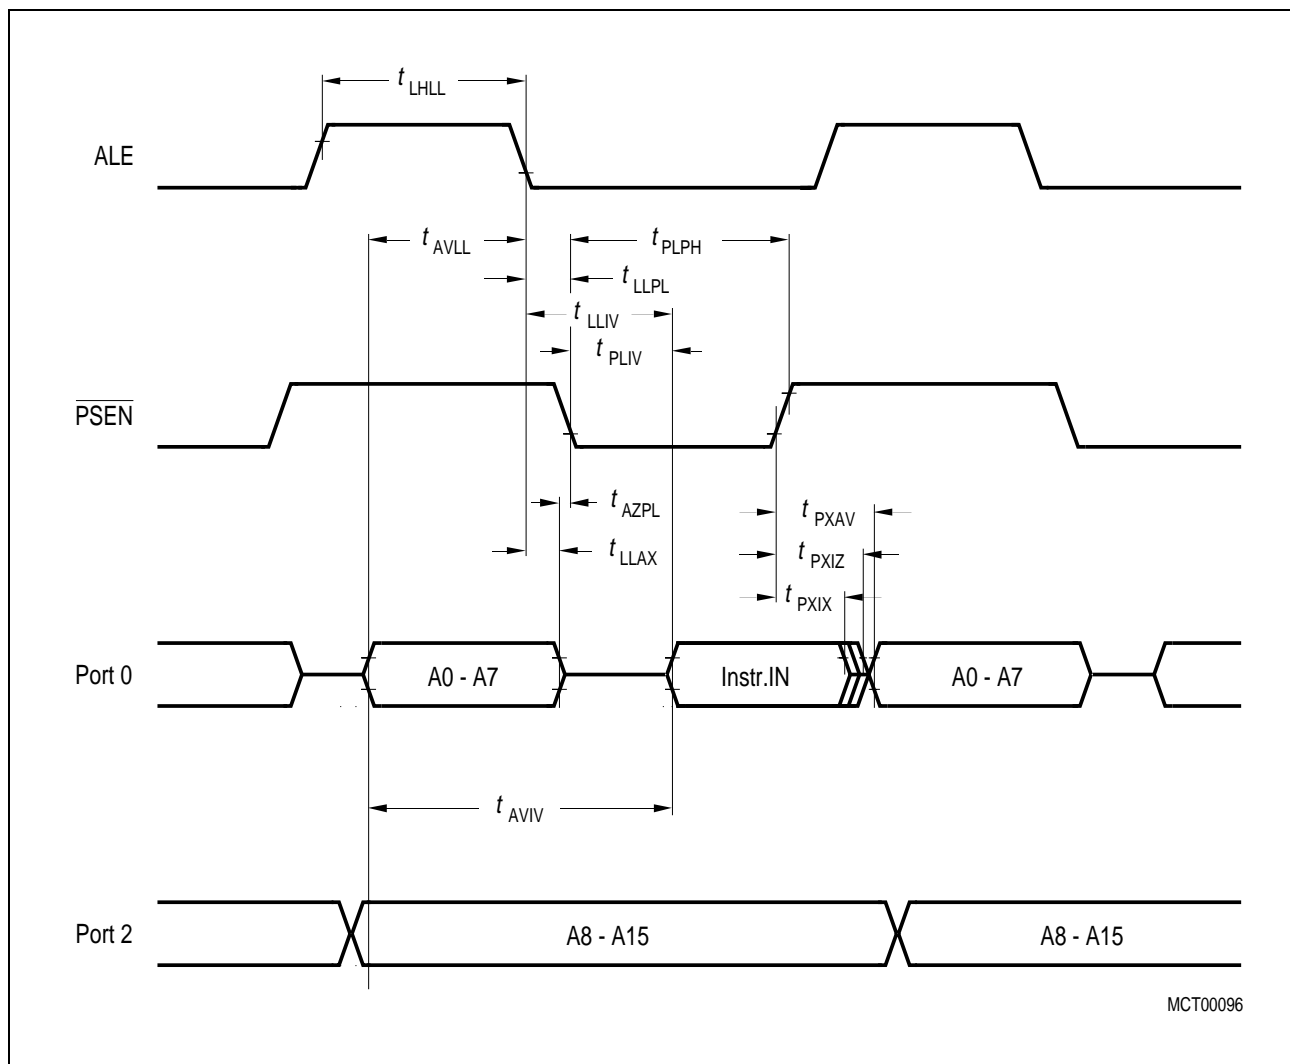 t LHLL
ALE
t AVLL
t PLPH
t LLPL
t LLIV
t PLIV
PSEN
t AZPL
t PXAV
t LLAX
t PXIZ
t PXIX
Port 0
A0 - A7
Instr.IN
A0 - A7
t AVIV
Port 2
A8 - A15
A8 - A15
MCT00096